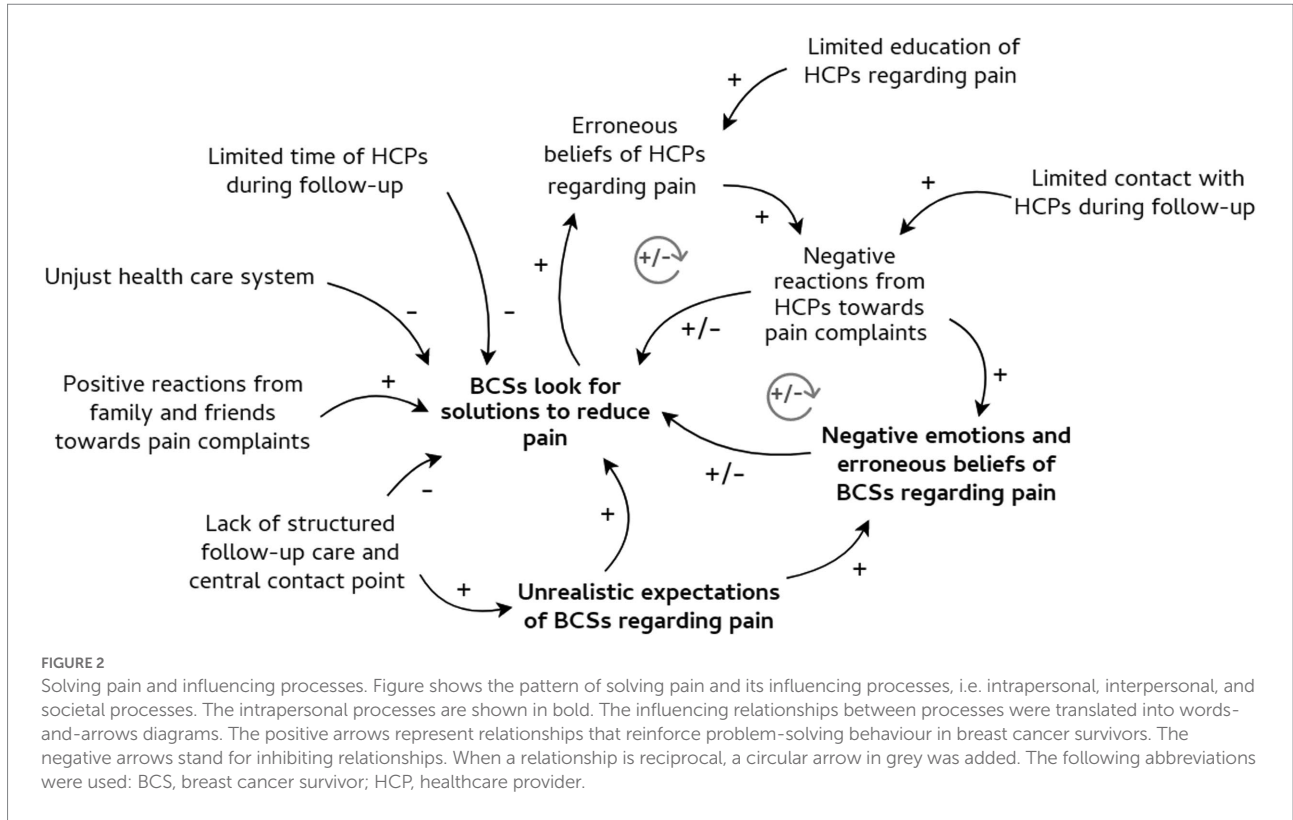 Limited education of
HCPs regarding pain
+
Erroneous
beliefs of HCPs
regarding pain
Limited time of HCPs
during follow-up
+
Limited contact with
HCPs during follow-up
+
+
+/-
Negative
reactions from
HCPs towards
pain complaints
Unjust health care system
-
-
+/-
Positive reactions from
family and friends
towards pain complaints
+
BCSs look for
solutions to reduce
pain
+/-
+
Negative emotions and
erroneous beliefs of
BCSs regarding pain
+/-
-
Lack of structured
follow-up care and
central contact point
+
+
+
Unrealistic expectations
of BCSs regarding pain
FIGURE 2
Solving pain and influencing processes. Figure shows the pattern of solving pain and its influencing processes, i.e. intrapersonal, interpersonal, and
societal processes. The intrapersonal processes are shown in bold. The influencing relationships between processes were translated into words-
and-arrows diagrams. The positive arrows represent relationships that reinforce problem-solving behaviour in breast cancer survivors. The
negative arrows stand for inhibiting relationships. When a relationship is reciprocal, a circular arrow in grey was added. The following abbreviations
were used: BCS, breast cancer survivor; HCP, healthcare provider.